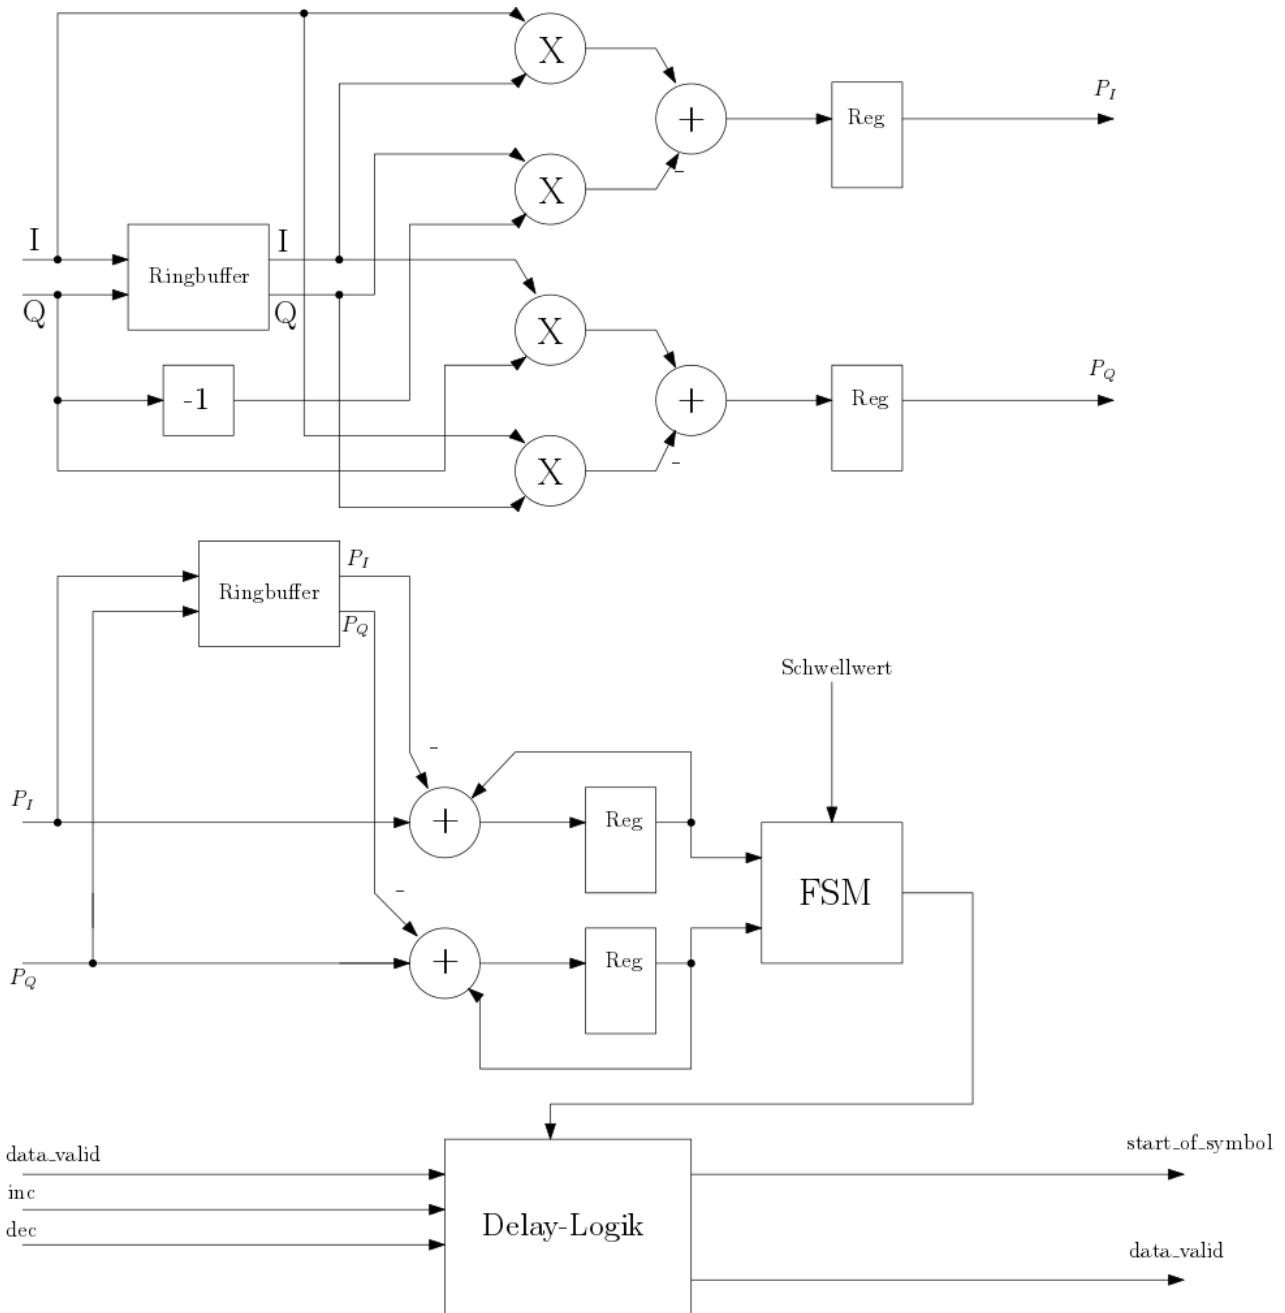 X
P_I
+
Reg
-
X
I
I
Ringbuffer
Q
Q
X
P_Q
-1
+
Reg
-
X
P_I
Ringbuffer
P_Q
Schwellwert
-
P_I
+
Reg
FSM
-
+
Reg
P_Q
data_valid
start_of_symbol
inc
dec
Delay-Logik
data_valid